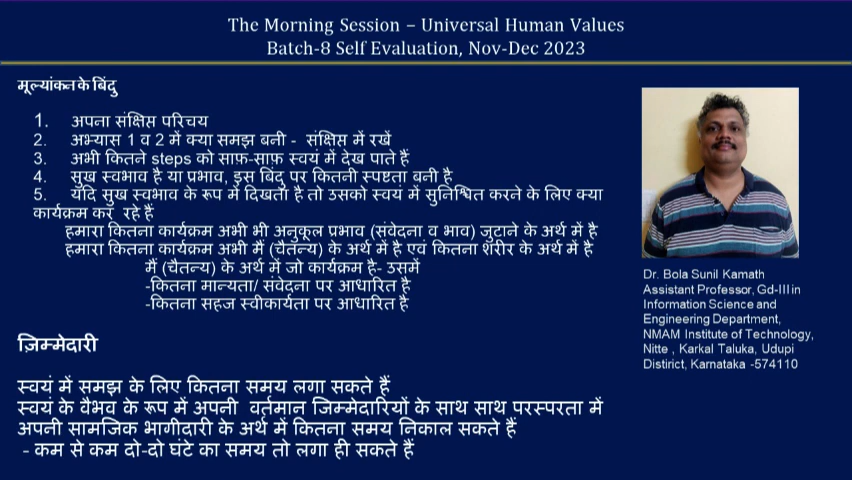 The Morning Session – Universal Human Values
Batch-8 Self Evaluation, Nov-Dec 2023
मूल्यांकन के बिंदु
1. अपना संक्षिप्त परिचय
2. अभ्यास 1 व 2 में क्या समझ बनी - संक्षिप्त में रखें
3. अभी कितने steps को साफ़-साफ़ स्वयं में देख पाते हैं
4. सुख स्वभाव है या प्रभाव, इस बिंदु पर कितनी स्पष्टता बनी है
5. यदि सुख स्वभाव के रूप में दिखता है तो उसको स्वयं में सुनिश्चित करने के लिए क्या
कार्यक्रम कर रहे हैं
हमारा कितना कार्यक्रम अभी भी अनुकूल प्रभाव (संवेदना व भाव) जुटाने के अर्थ में है
हमारा कितना कार्यक्रम अभी मैं (चैतन्य) के अर्थ में है एवं कितना शरीर के अर्थ में है
मैं (चैतन्य) के अर्थ में जो कार्यक्रम है- उसमें
-कितना मान्यता/ संवेदना पर आधारित है
-कितना सहज स्वीकार्यता पर आधारित है
ज़िम्मेदारी
स्वयं में समझ के लिए कितना समय लगा सकते हैं
स्वयं के वैभव के रूप में अपनी वर्तमान जिम्मेदारियों के साथ साथ परस्परता में
अपनी सामजिक भागीदारी के अर्थ में कितना समय निकाल सकते हैं
- कम से कम दो-दो घंटे का समय तो लगा ही सकते हैं
Dr. Bola Sunil Kamath
Assistant Professor, Gd-III in
Information Science and
Engineering Department,
NMAM Institute of Technology,
Nitte , Karkal Taluka, Udupi
Distirict, Karnataka -574110